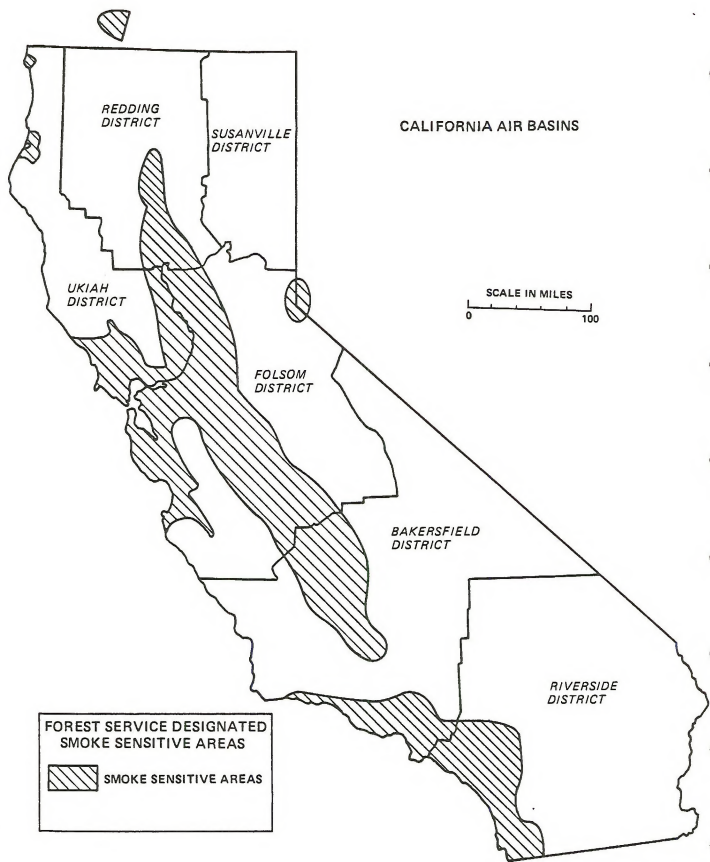 REDDING
DISTRICT
SUSANVILLE
DISTRICT
CALIFORNIA AIR BASINS
UKIAH
DISTRICT
SCALE IN MILES
0 100
FOLSOM
DISTRICT
BAKERSFIELD
DISTRICT
RIVERSIDE
DISTRICT
FOREST SERVICE DESIGNATED
SMOKE SENSITIVE AREAS
SMOKE SENSITIVE AREAS